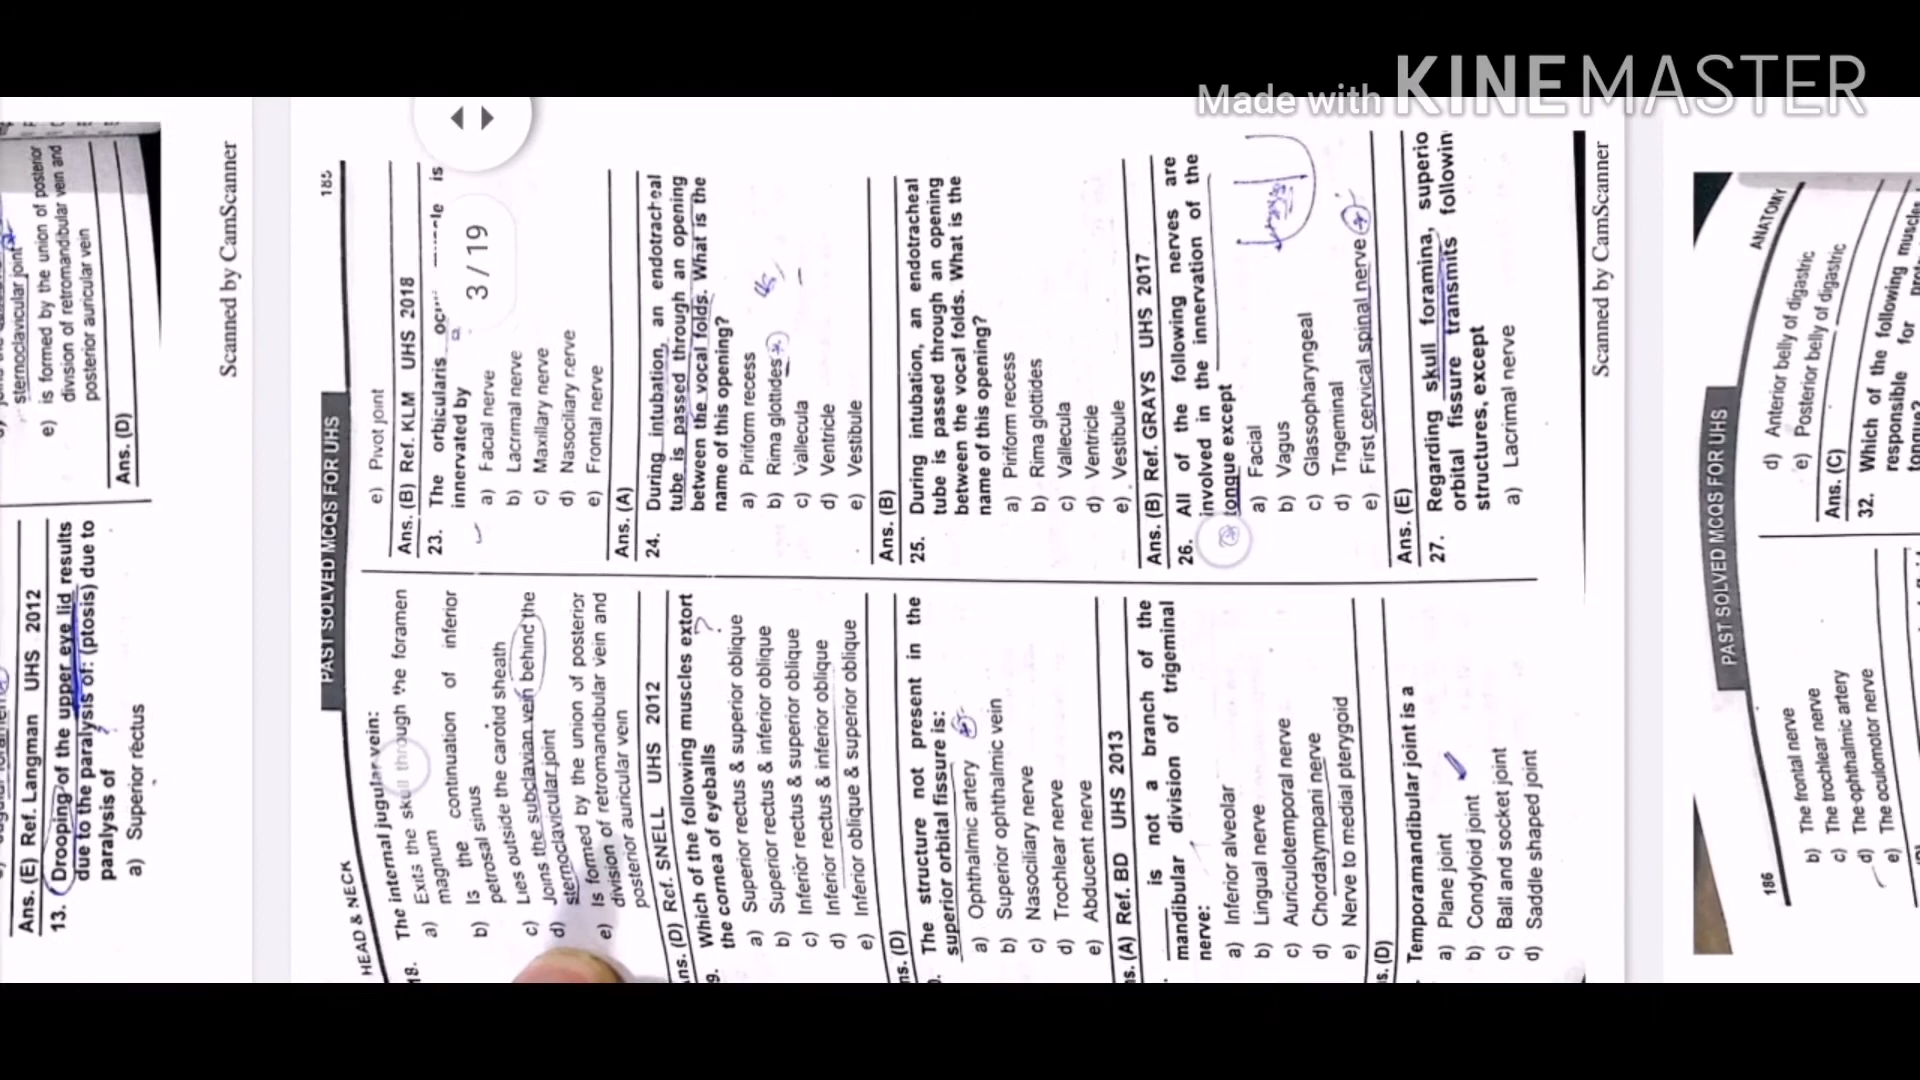 Made with KINEMASTER
sternoclavicular joint
e) is formed by the union of posterior
division of retromandibular vein and
posterior auricular vein
Ans. (D)
Ans. (E) Ref. Langman UHS 2012
13. Drooping of the upper eye lid results
due to the paralysis of: (ptosis) due to
paralysis of
a) Superior rectus
Scanned by CamScanner
HEAD & NECK
PAST SOLVED MCQS FOR UHS
185
3 / 19
18. The internal jugular vein:
a) Exits the skull through the foramen
magnum
b) Is the continuation of inferior
petrosal sinus
c) Lies outside the carotid sheath
d) Joins the subclavian vein behind the
sternoclavicular joint
e) Is formed by the union of posterior
division of retromandibular vein and
posterior auricular vein
Ans. (D) Ref. SNELL UHS 2012
9. Which of the following muscles extort
the cornea of eyeballs ?
a) Superior rectus & superior oblique
b) Superior rectus & inferior oblique
c) Inferior rectus & superior oblique
d) Inferior rectus & inferior oblique
e) Inferior oblique & superior oblique
ns. (D)
The structure not present in the
superior orbital fissure is:
a) Ophthalmic artery
b) Superior ophthalmic vein
c) Nasociliary nerve
d) Trochlear nerve
e) Abducent nerve
s. (A) Ref. BD UHS 2013
is not a branch of the
mandibular division of trigeminal
nerve:
a) Inferior alveolar
b) Lingual nerve
c) Auriculotemporal nerve
d) Chordatympani nerve
e) Nerve to medial pterygoid
s. (D)
Temporamandibular joint is a
a) Plane joint
b) Condyloid joint
c) Ball and socket joint
d) Saddle shaped joint
e) Pivot joint
Ans. (B) Ref. KLM UHS 2018
23. The orbicularis is
innervated by
a) Facial nerve
b) Lacrimal nerve
c) Maxillary nerve
d) Nasociliary nerve
e) Frontal nerve
Ans. (A)
24. During intubation, an endotracheal
tube is passed through an opening
between the vocal folds. What is the
name of this opening?
a) Piriform recess
b) Rima glottides
c) Vallecula
d) Ventricle
e) Vestibule
Ans. (B)
25. During intubation, an endotracheal
tube is passed through an opening
between the vocal folds. What is the
name of this opening?
a) Piriform recess
b) Rima glottides
c) Vallecula
d) Ventricle
e) Vestibule
Ans. (B) Ref. GRAYS UHS 2017
26. All of the following nerves are
involved in the innervation of the
tongue except
a) Facial
b) Vagus
c) Glassopharyngeal
d) Trigeminal
e) First cervical spinal nerve
Ans. (E)
27. Regarding skull foramina, superio
orbital fissure transmits followin
structures, except
a) Lacrimal nerve
Scanned by CamScanner
186
PAST SOLVED MCQS FOR UHS
ANATOMY
b) The frontal nerve
c) The trochlear nerve
d) The ophthalmic artery
e) The oculomotor nerve
d) Anterior belly of digastric
e) Posterior belly of digastric
Ans. (C)
32. Which of the following muscles
responsible for
tongue?